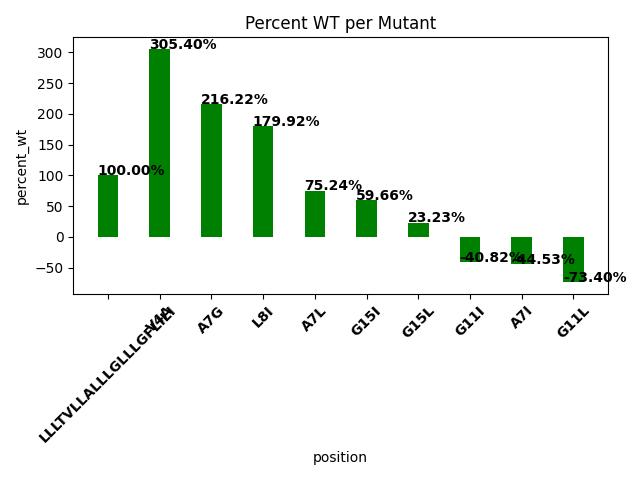 Percent WT per Mutant
305.40%
216.22%
179.92%
100.00%
75.24%
59.66%
23.23%
-40.82%
-44.53%
-73.40%
300
250
200
150
100
50
0
−50
percent_wt
V4A
A7G
L8I
A7L
G15I
G15L
G11I
A7I
G11L
position